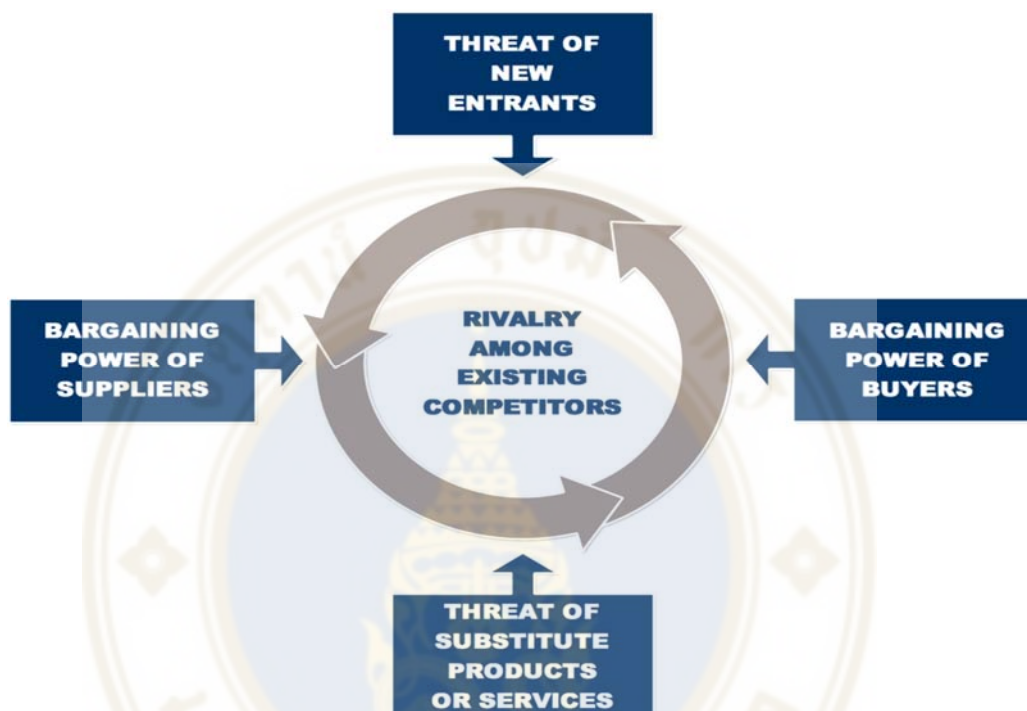 THREAT OF
NEW
ENTRANTS
BARGAINING
POWER OF
SUPPLIERS
RIVALRY
AMONG
EXISTING
COMPETITORS
BARGAINING
POWER OF
BUYERS
THREAT OF
SUBSTITUTE
PRODUCTS
OR SERVICES